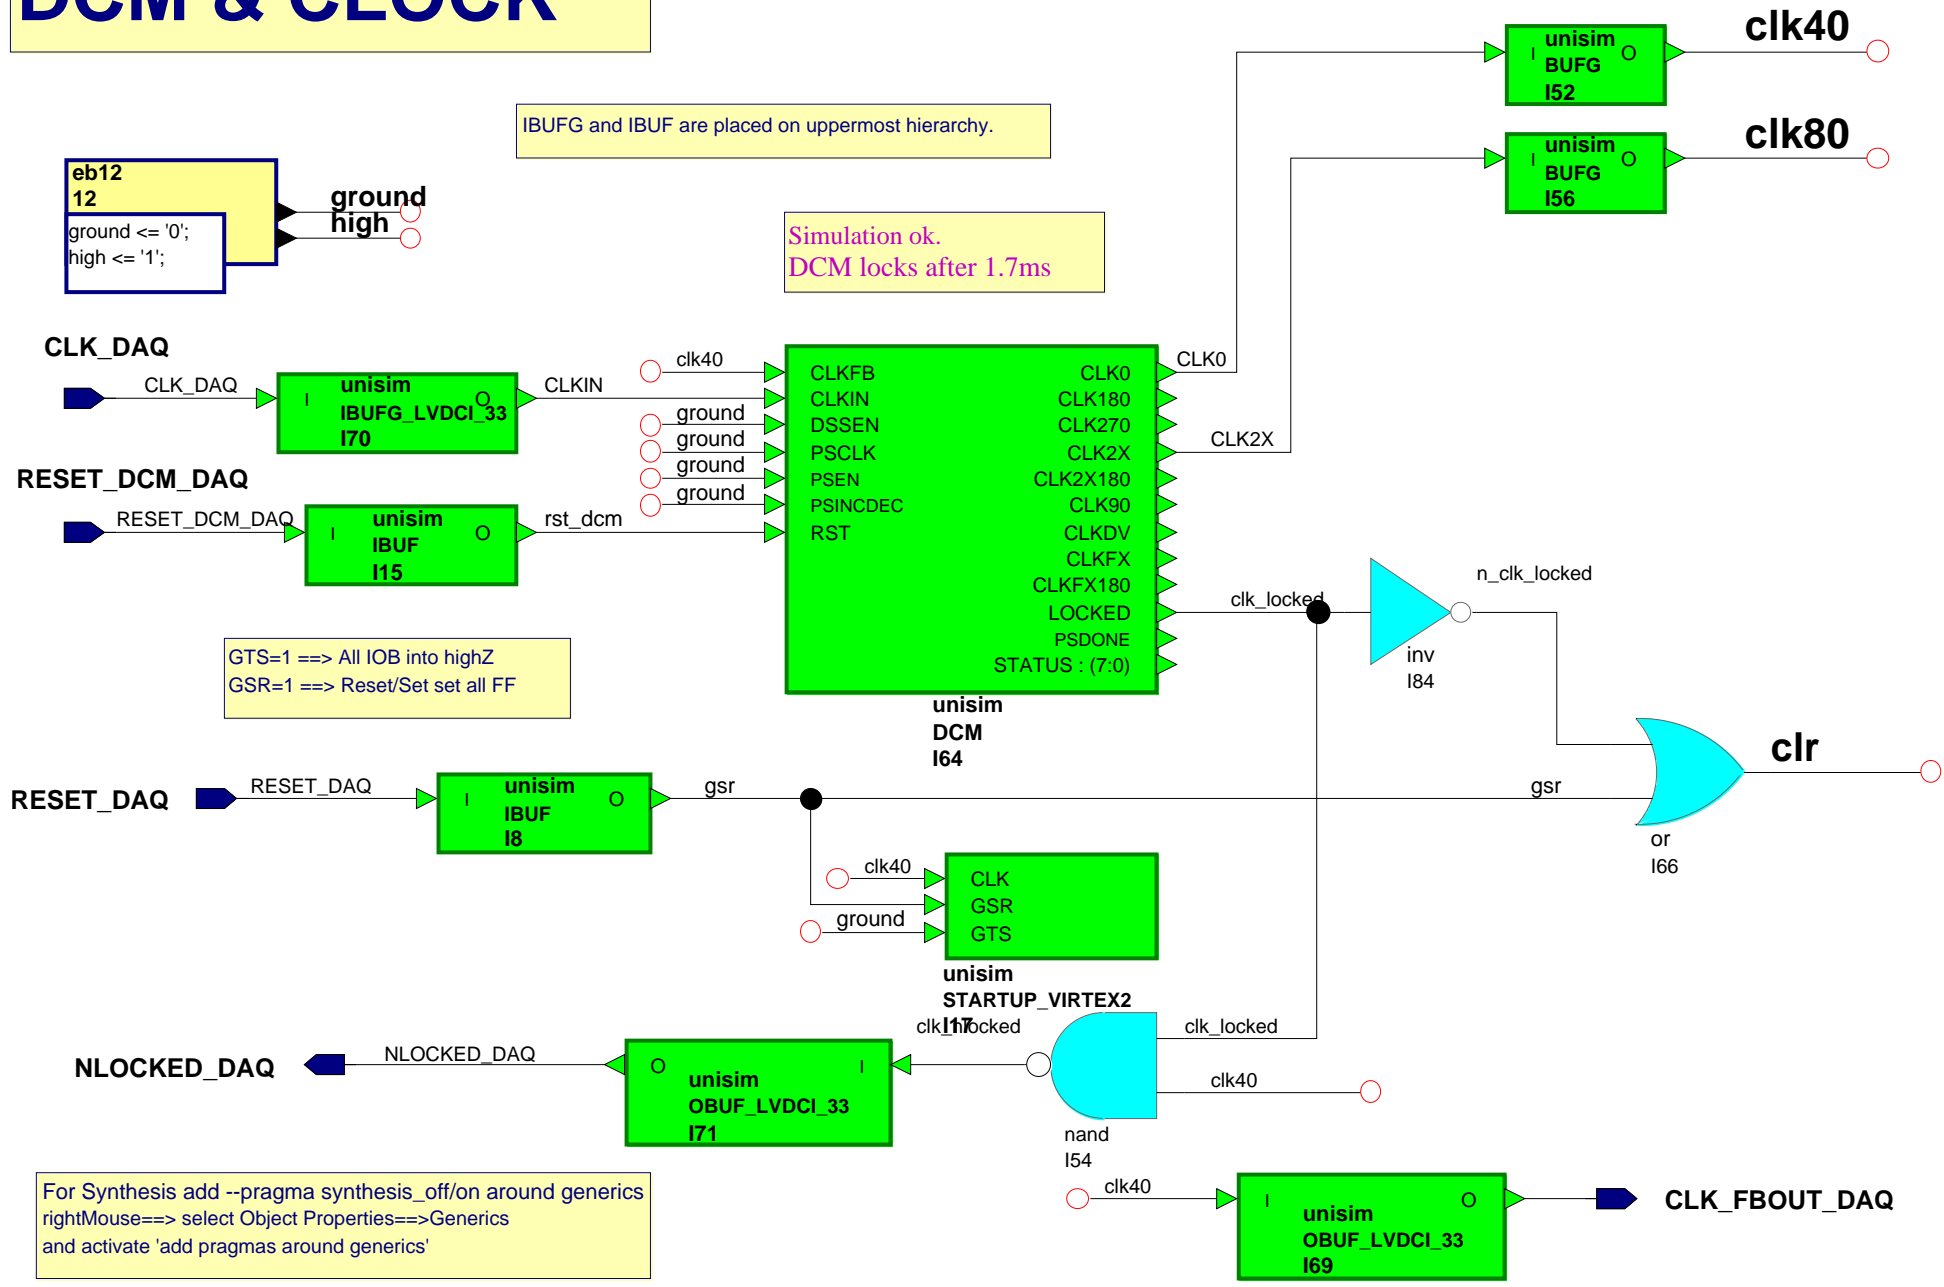 DCM & CLOCK
IBUFG and IBUF are placed on uppermost hierarchy.
eb12
12
ground <= '0';
high <= '1';
ground
high
Simulation ok.
DCM locks after 1.7ms
unisim
I O
BUFG
I52
clk40
unisim
I O
BUFG
I56
clk80
CLK_DAQ
CLK_DAQ
unisim
I O
IBUFG_LVDCI_33
I70
CLKIN
RESET_DCM_DAQ
RESET_DCM_DAQ
unisim
I O
IBUF
I15
rst_dcm
clk40
ground
ground
ground
ground
CLKFB
CLKIN
DSSEN
PSCLK
PSEN
PSINCDEC
RST
CLK0
CLK180
CLK270
CLK2X
CLK2X180
CLK90
CLKDV
CLKFX
CLKFX180
LOCKED
PSDONE
STATUS : (7:0)
unisim
DCM
I64
CLK0
CLK2X
clk_locked
n_clk_locked
inv
I84
GTS=1 ==> All IOB into highZ
GSR=1 ==> Reset/Set set all FF
RESET_DAQ
RESET_DAQ
unisim
I O
IBUF
I8
gsr
gsr
clr
or
I66
clk40
ground
CLK
GSR
GTS
unisim
STARTUP_VIRTEX2
I17
clk_nlocked
clk_locked
clk40
nand
I54
NLOCKED_DAQ
NLOCKED_DAQ
O I
unisim
OBUF_LVDCI_33
I71
For Synthesis add --pragma synthesis_off/on around generics
rightMouse==> select Object Properties==>Generics
and activate 'add pragmas around generics'
clk40
I O
unisim
OBUF_LVDCI_33
I69
CLK_FBOUT_DAQ